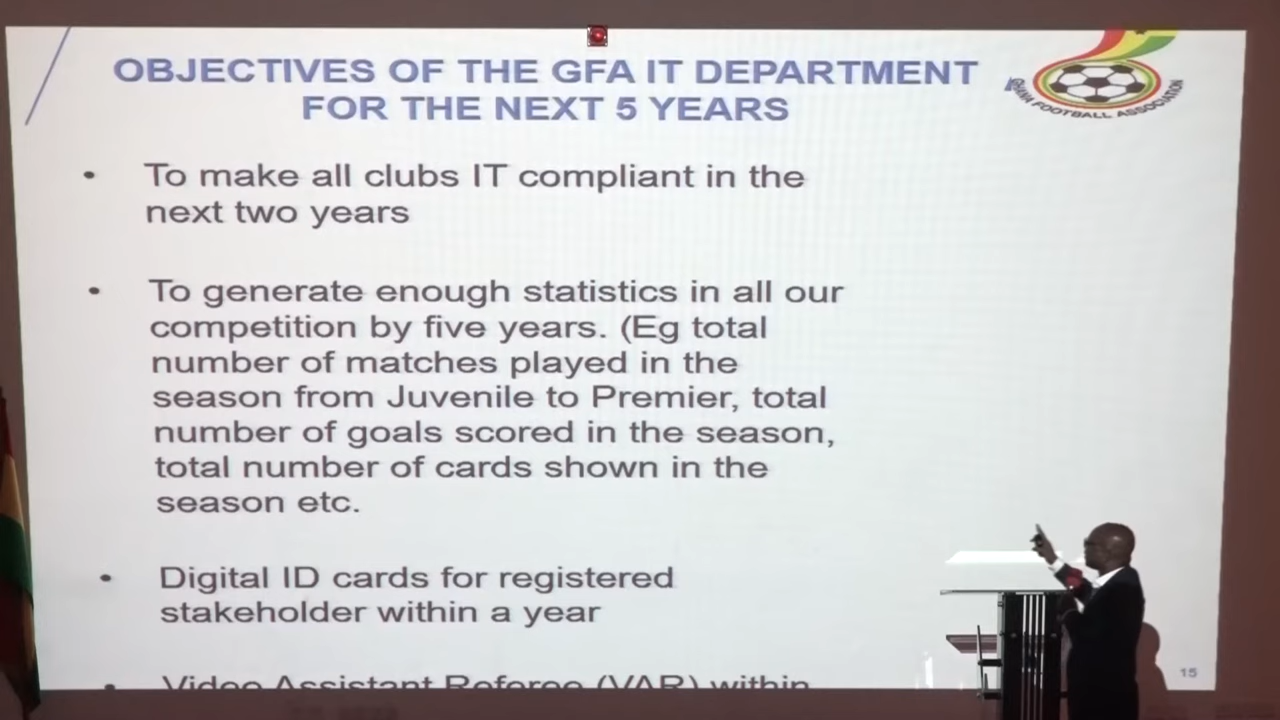 OBJECTIVES OF THE GFA IT DEPARTMENT
FOR THE NEXT 5 YEARS
GHANA FOOTBALL ASSOCIATION
• To make all clubs IT compliant in the
next two years
• To generate enough statistics in all our
competition by five years. (Eg total
number of matches played in the
season from Juvenile to Premier, total
number of goals scored in the season,
total number of cards shown in the
season etc.
• Digital ID cards for registered
stakeholder within a year
• Video Assistant Referee (VAR) within
15